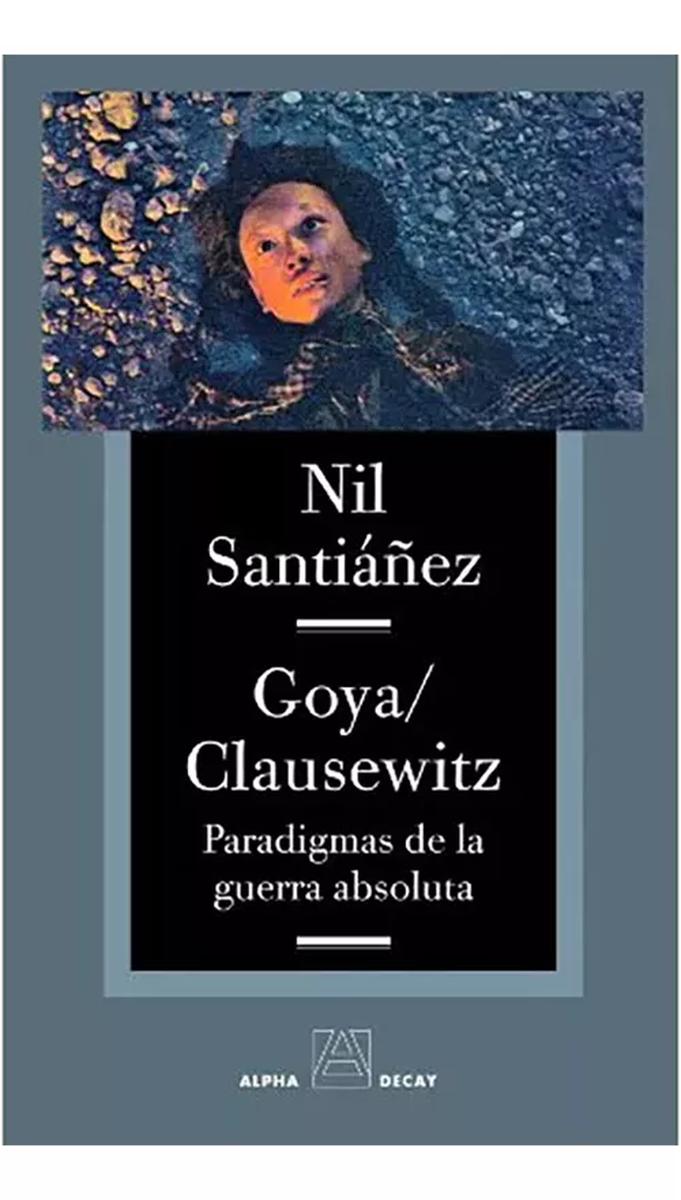 Nil
Santiáñez
Goya/
Clausewitz
Paradigmas de la
guerra absoluta
ALPHA DECAY